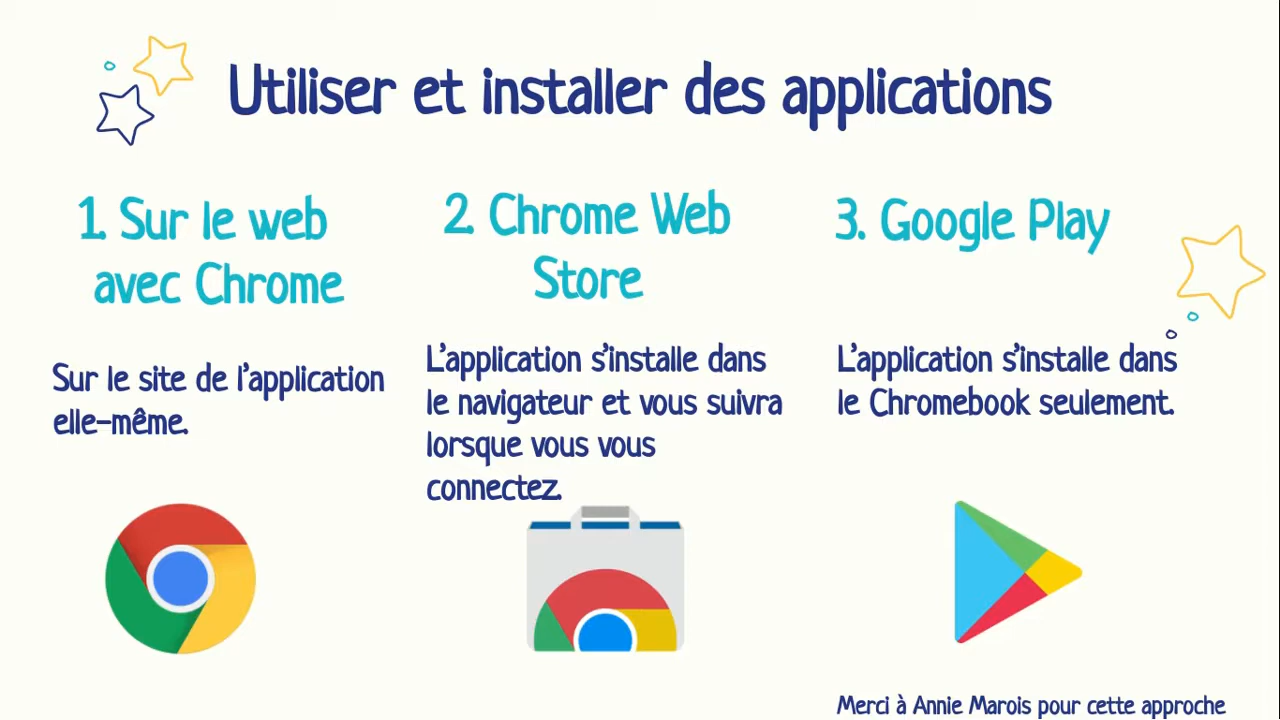 Utiliser et installer des applications
1. Sur le web
avec Chrome
Sur le site de l'application
elle-même.
2. Chrome Web
Store
L'application s'installe dans
le navigateur et vous suivra
lorsque vous vous
connectez.
3. Google Play
L'application s'installe dans
le Chromebook seulement.
Merci à Annie Marois pour cette approche